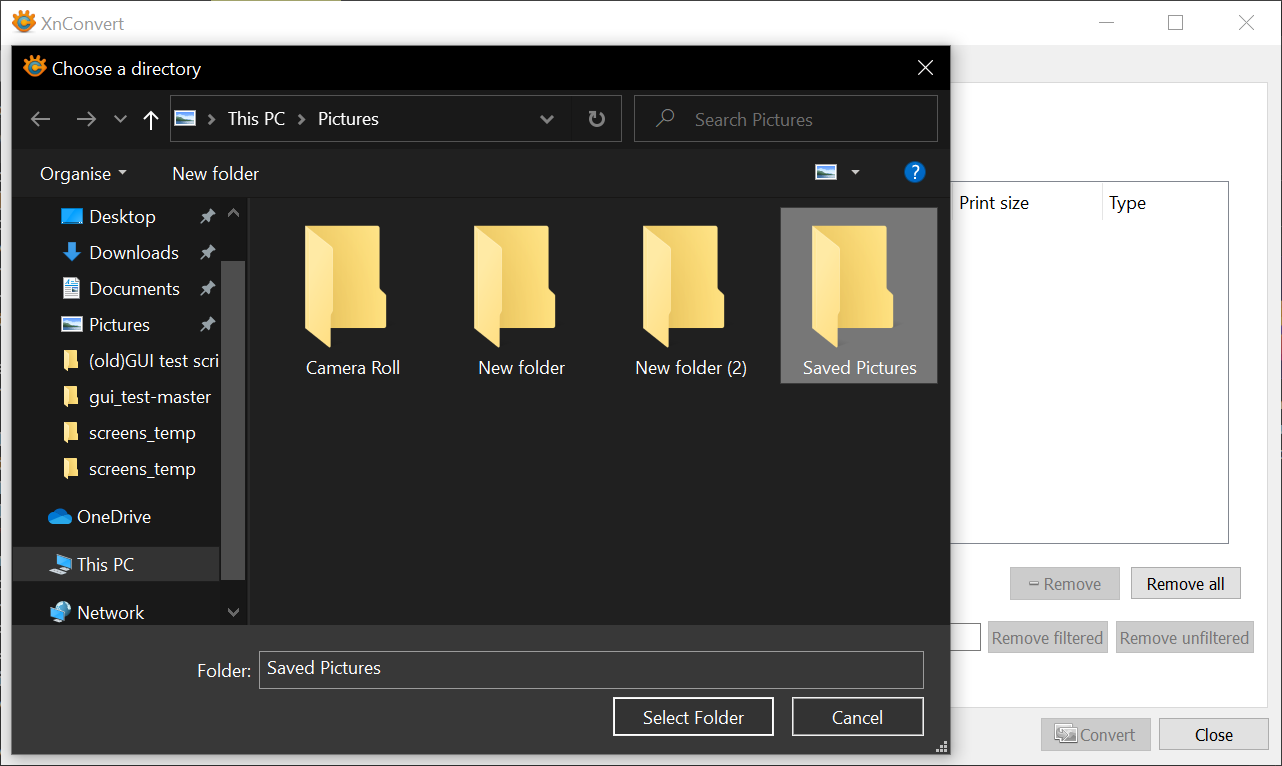 XnConvert
Choose a directory
This PC
Pictures
Search Pictures
Organise
New folder
?
Desktop
Downloads
Documents
Pictures
(old)GUI test scri
gui_test-master
screens_temp
screens_temp
OneDrive
This PC
Network
Camera Roll
New folder
New folder (2)
Saved Pictures
Folder:
Saved Pictures
Select Folder
Cancel
Print size
Type
Remove
Remove all
Remove filtered
Remove unfiltered
Convert
Close